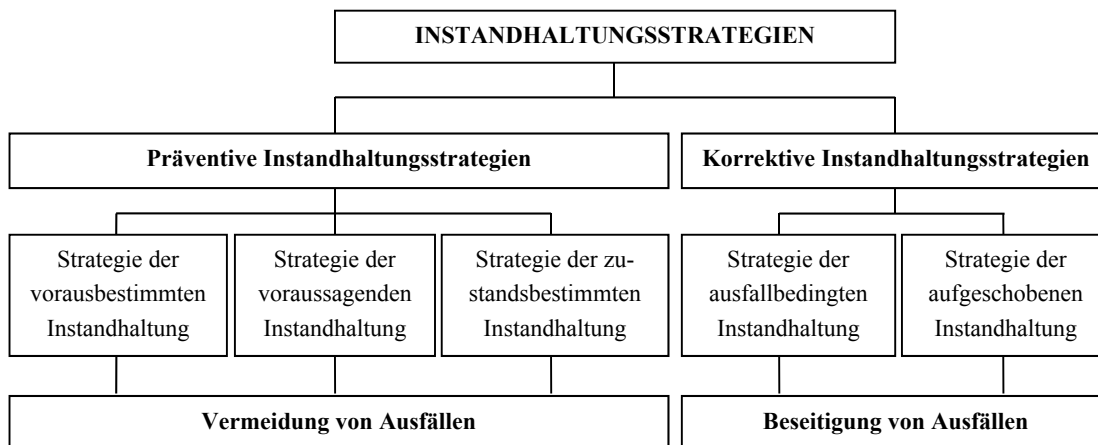 INSTANDHALTUNGSSTRATEGIEN
Präventive Instandhaltungsstrategien
Korrektive Instandhaltungsstrategien
Strategie der
vorausbestimmten
Instandhaltung
Strategie der
voraussagenden
Instandhaltung
Strategie der zu-
standsbestimmten
Instandhaltung
Strategie der
ausfallbedingten
Instandhaltung
Strategie der
aufgeschobenen
Instandhaltung
Vermeidung von Ausfällen
Beseitigung von Ausfällen